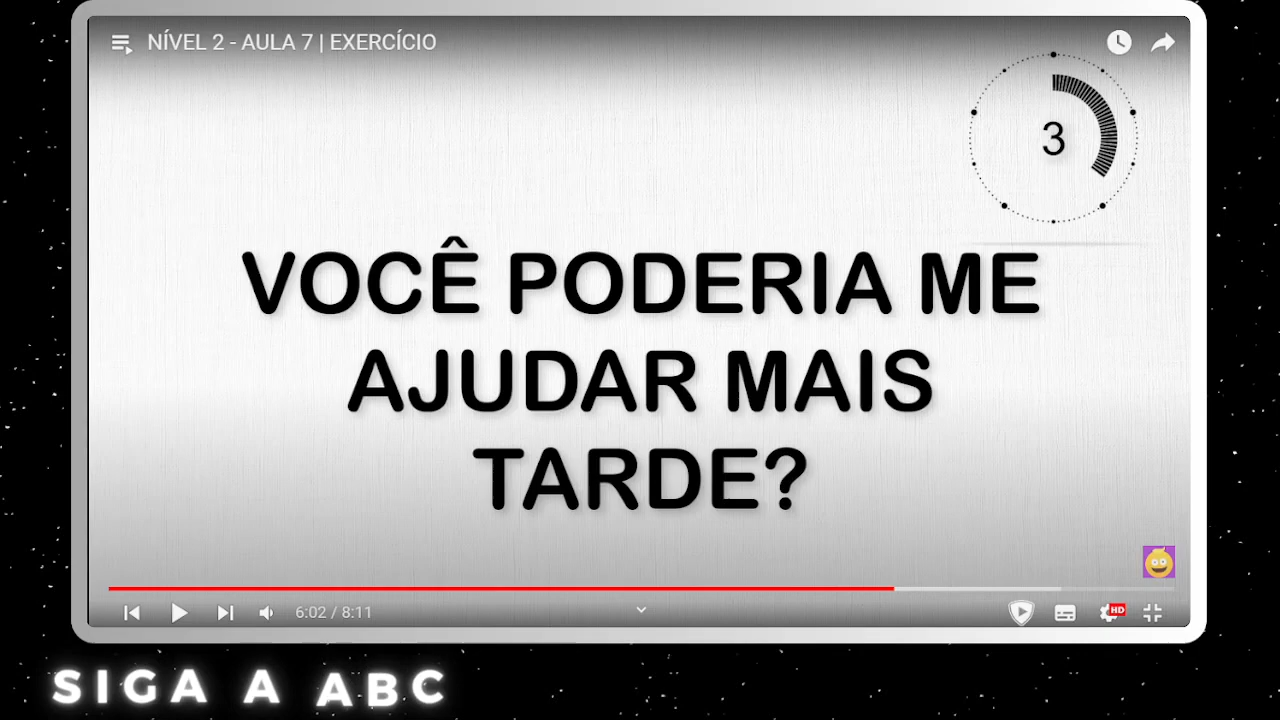 NÍVEL 2 - AULA 7 | EXERCÍCIO
3
VOCÊ PODERIA ME
AJUDAR MAIS
TARDE?
6:02 / 8:11
HD
SIGA A ABC